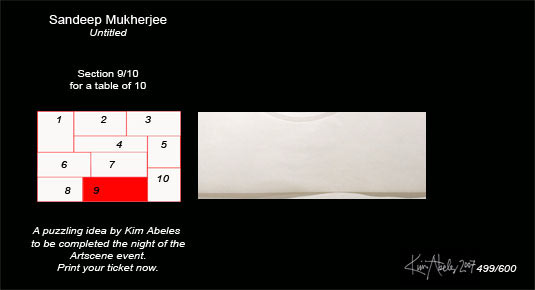 Sandeep Mukherjee
Untitled
Section 9/10
for a table of 10
1 2 3
4 5
6 7
8 9 10
A puzzling idea by Kim Abeles
to be completed the night of the
Artscene event.
Print your ticket now.
Kim Abeles 2007 499/600